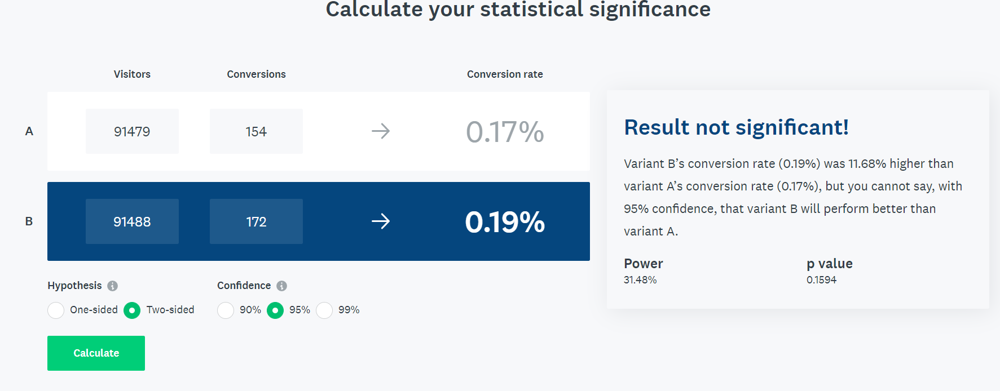 Calculate your statistical significance
Visitors Conversions Conversion rate
A 91479 154 → 0.17%
B 91488 172 → 0.19%
Hypothesis i Confidence i
One-sided Two-sided 90% 95% 99%
Calculate
Result not significant!
Variant B’s conversion rate (0.19%) was 11.68% higher than
variant A’s conversion rate (0.17%), but you cannot say, with
95% confidence, that variant B will perform better than
variant A.
Power p value
31.48% 0.1594